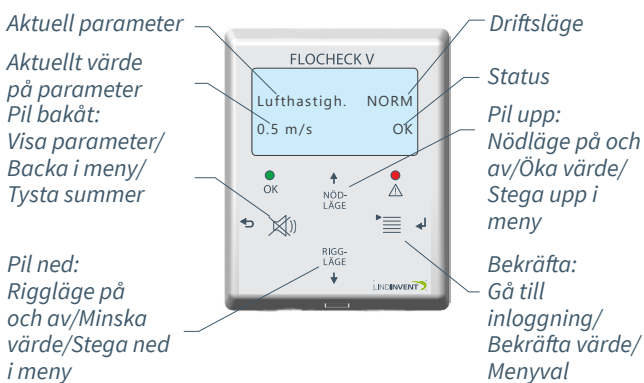 Aktuell parameter
Aktuellt värde
på parameter
Pil bakåt:
Visa parameter/
Backa i meny/
Tysta summer
Pil ned:
Riggläge på
och av/Minska
värde/Stega ned
i meny
FLOCHECK V
Lufthastigh. NORM
0.5 m/s OK
OK
NÖD-
LÄGE
RIGG-
LÄGE
LINDINVENT
Driftsläge
Status
Pil upp:
Nödläge på och
av/Öka värde/
Stega upp i
meny
Bekräfta:
Gå till
inloggning/
Bekräfta värde/
Menyval